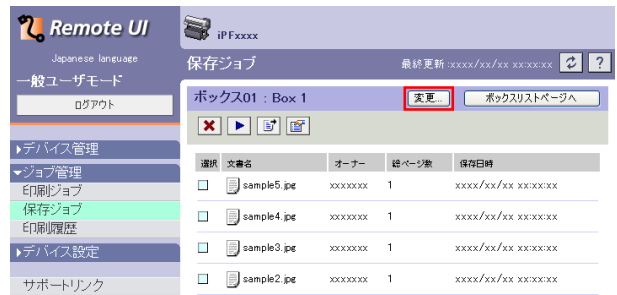 Remote UI
iPFxxxx
Japanese language
一般ユーザモード
ログアウト
保存ジョブ
最終更新 :xxxx/xx/xx xx:xx:xx
?
ボックス01 : Box 1
変更...
ボックスリストページへ
▶デバイス管理
▼ジョブ管理
印刷ジョブ
保存ジョブ
印刷履歴
▶デバイス設定
サポートリンク
選択 文書名 オーナー 総ページ数 保存日時
sample5.jpg xxxxxxx 1 xxxx/xx/xx xx:xx:xx
sample4.jpg xxxxxxx 1 xxxx/xx/xx xx:xx:xx
sample3.jpg xxxxxxx 1 xxxx/xx/xx xx:xx:xx
sample2.jpg xxxxxxx 1 xxxx/xx/xx xx:xx:xx